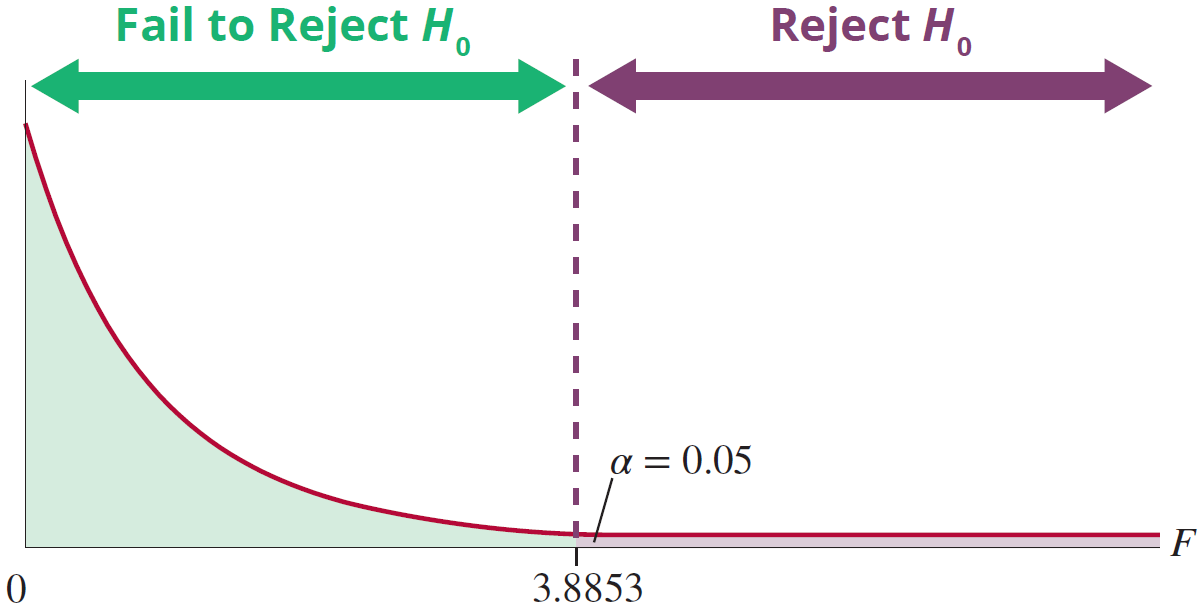 Fail to Reject H₀
Reject H₀
α = 0.05
F
0
3.8853